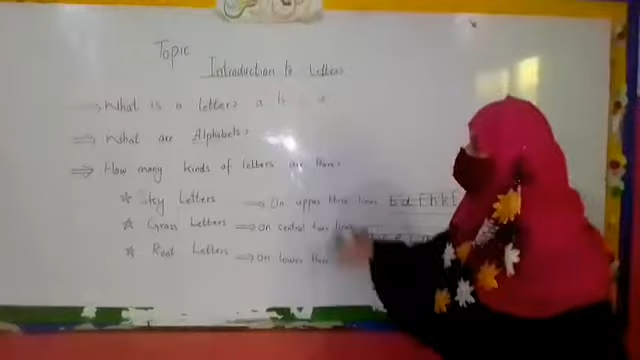 Topic
Introduction to Letters
⇒ What is a letter? a b c
⇒ What are Alphabets?
⇒ How many kinds of letters are there?
☆ Sky Letters ⇒ On upper three lines b d f h k l
☆ Grass Letters ⇒ On central two lines
☆ Root Letters ⇒ On lower three